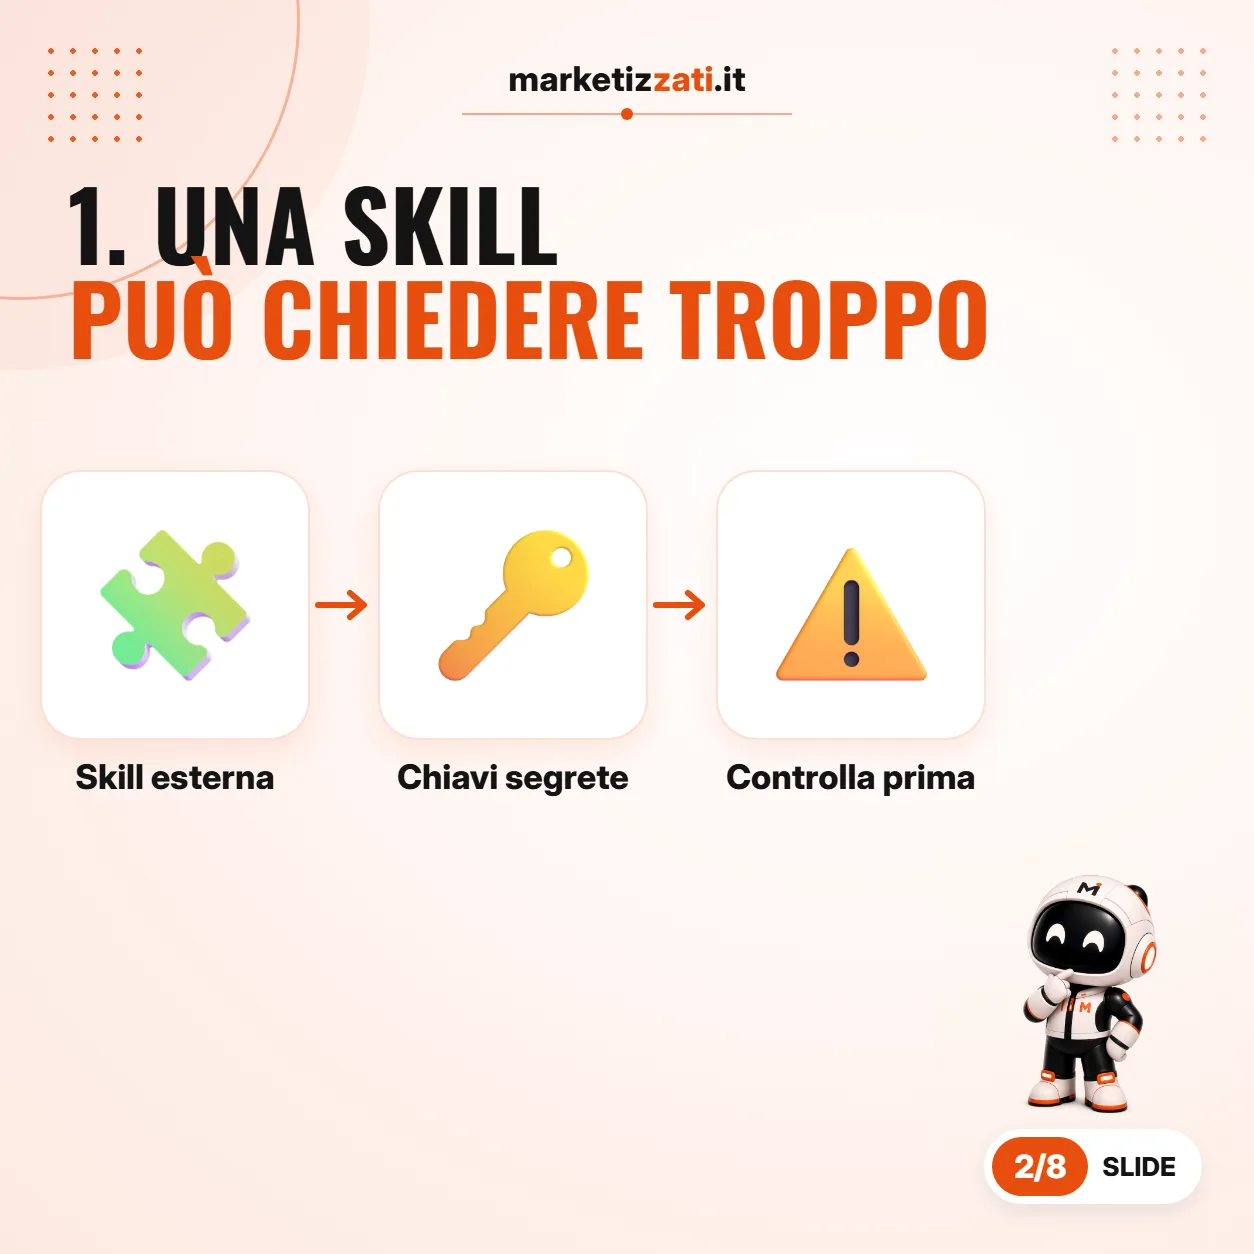 marketizzati.it
1. UNA SKILL
PUÒ CHIEDERE TROPPO
Skill esterna
Chiavi segrete
Controlla prima
M
M
2/8 SLIDE